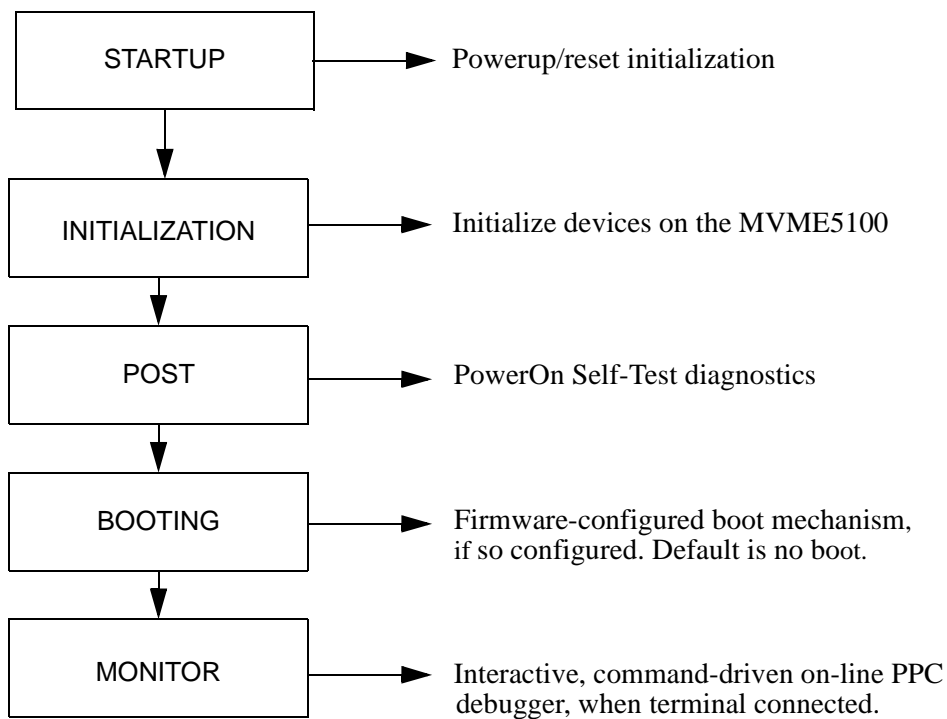 STARTUP
Powerup/reset initialization
INITIALIZATION
Initialize devices on the MVME5100
POST
PowerOn Self-Test diagnostics
BOOTING
Firmware-configured boot mechanism,
if so configured. Default is no boot.
MONITOR
Interactive, command-driven on-line PPC
debugger, when terminal connected.